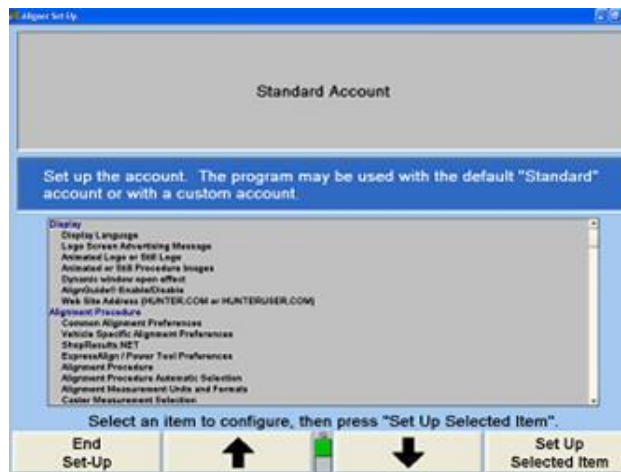 Aligner Set-Up
Standard Account
Set up the account. The program may be used with the default "Standard"
account or with a custom account.
Display
Display Language
Logo Screen Advertising Message
Animated Logo or Still Logo
Animated or Still Procedure Images
Dynamic window open effect
AlignGuide® Enable/Disable
Web Site Address (HUNTER.COM or HUNTERUSER.COM)
Alignment Procedure
Common Alignment Preferences
Vehicle Specific Alignment Preferences
ShopResults.NET
ExpressAlign / Power Tool Preferences
Alignment Procedure
Alignment Procedure Automatic Selection
Alignment Measurement Units and Formats
Caster Measurement Selection
Select an item to configure, then press "Set Up Selected Item".
End
Set-Up
Set Up
Selected Item